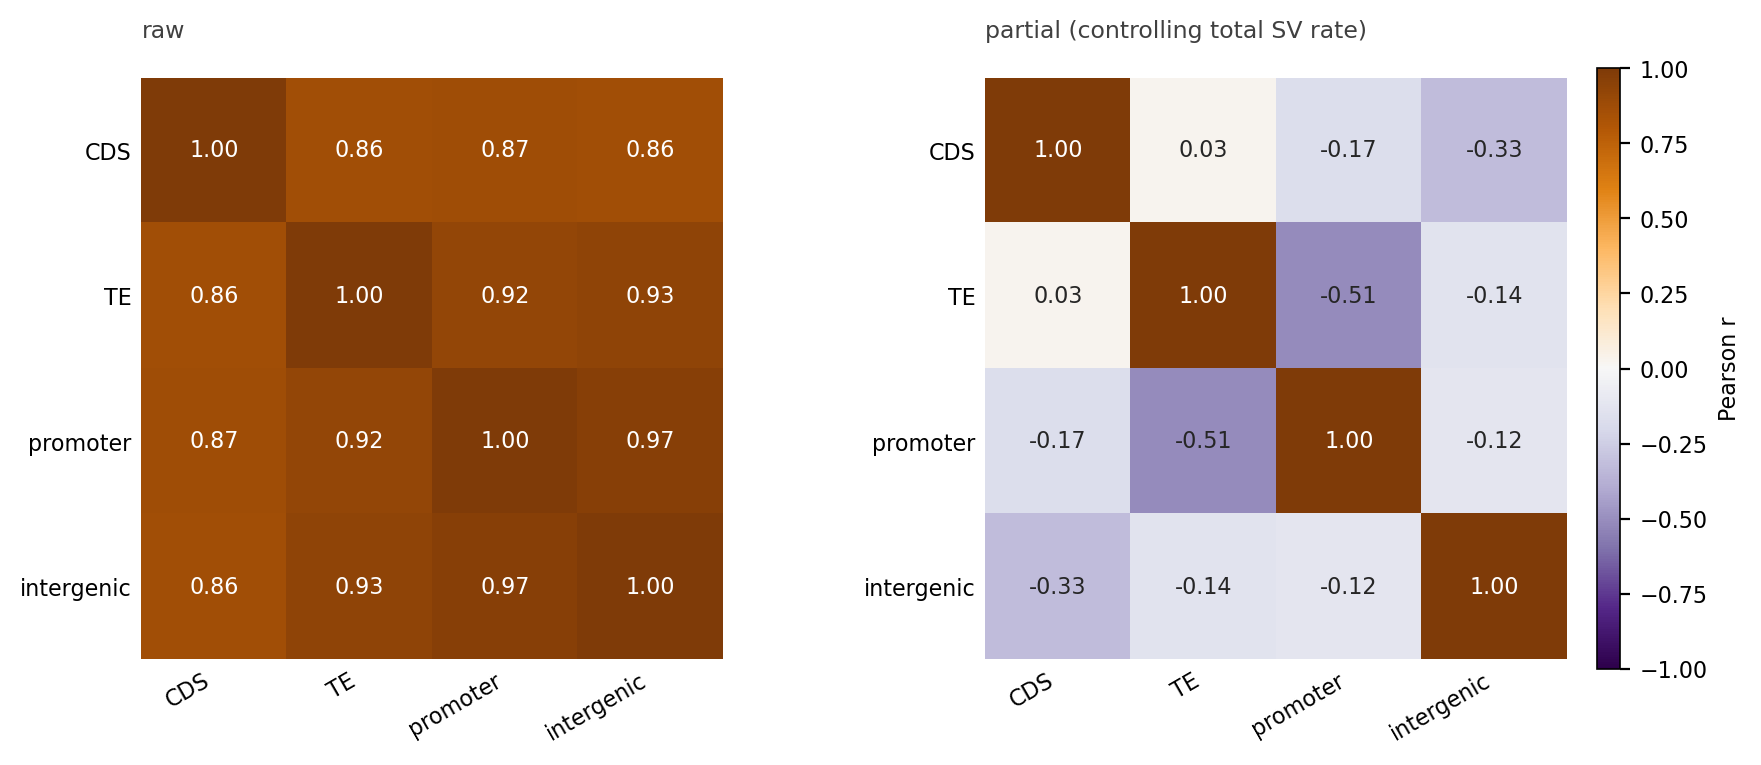 raw
CDS 1.00 0.86 0.87 0.86
TE 0.86 1.00 0.92 0.93
promoter 0.87 0.92 1.00 0.97
intergenic 0.86 0.93 0.97 1.00
CDS TE promoter intergenic
partial (controlling total SV rate)
CDS 1.00 0.03 -0.17 -0.33
TE 0.03 1.00 -0.51 -0.14
promoter -0.17 -0.51 1.00 -0.12
intergenic -0.33 -0.14 -0.12 1.00
CDS TE promoter intergenic
1.00
0.75
0.50
0.25
0.00
−0.25
−0.50
−0.75
−1.00
Pearson r